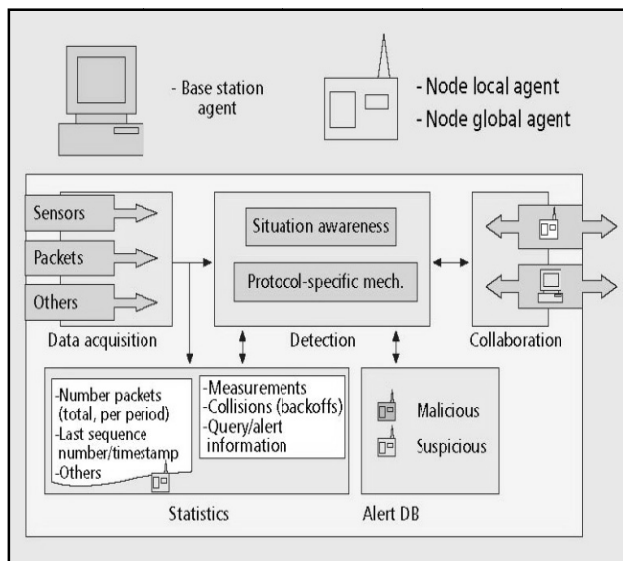 - Base station
agent
- Node local agent
- Node global agent
Sensors
Packets
Others
Data acquisition
Situation awareness
Protocol-specific mech.
Detection
Collaboration
-Number packets
(total, per period)
-Last sequence
number/timestamp
-Others
-Measurements
-Collisions (backoffs)
-Query/alert
information
Statistics
Malicious
Suspicious
Alert DB